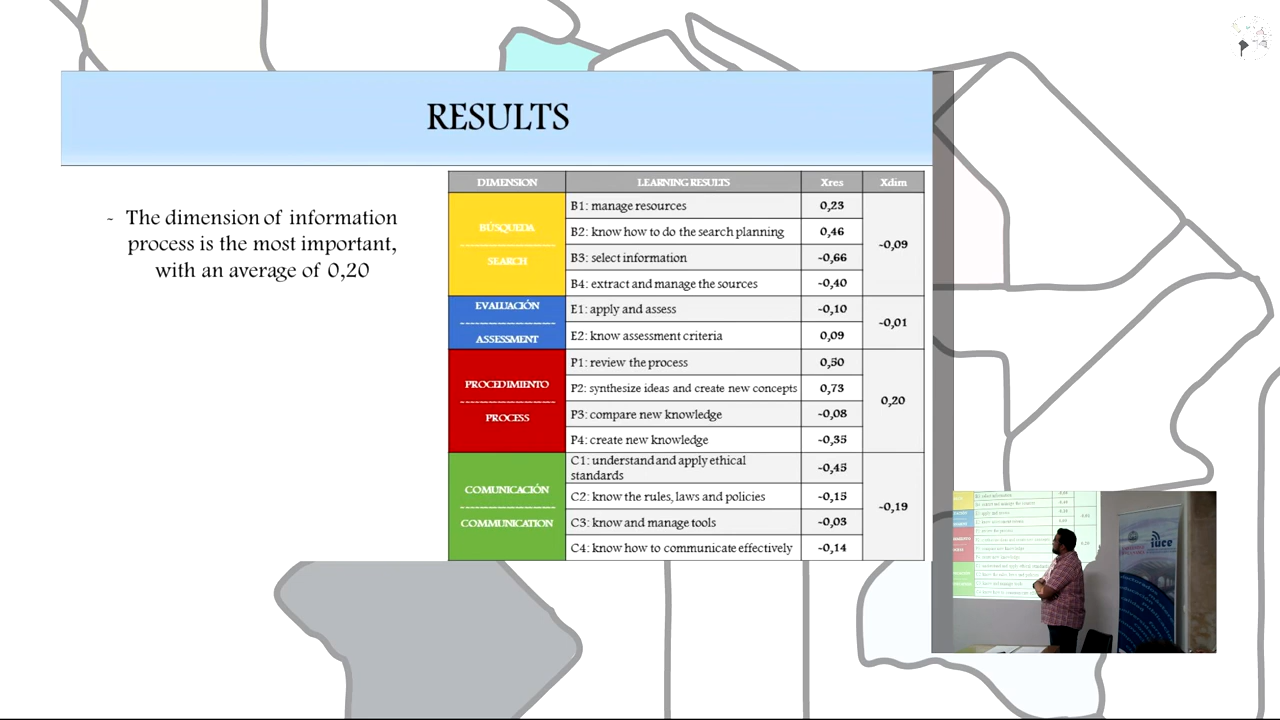 RESULTS
- The dimension of information
process is the most important,
with an average of 0,20
DIMENSION LEARNING RESULTS Xres Xdim
BÚSQUEDA
SEARCH
B1: manage resources 0,23
B2: know how to do the search planning 0,46
B3: select information -0,66
B4: extract and manage the sources -0,40
-0,09
EVALUACIÓN
ASSESSMENT
E1: apply and assess -0,10
E2: know assessment criteria 0,09
-0,01
PROCEDIMIENTO
PROCESS
P1: review the process 0,50
P2: synthesize ideas and create new concepts 0,73
P3: compare new knowledge -0,08
P4: create new knowledge -0,35
0,20
COMUNICACIÓN
COMMUNICATION
C1: understand and apply ethical
standards -0,45
C2: know the rules, laws and policies -0,15
C3: know and manage tools -0,03
C4: know how to communicate effectively -0,14
-0,19
iuce